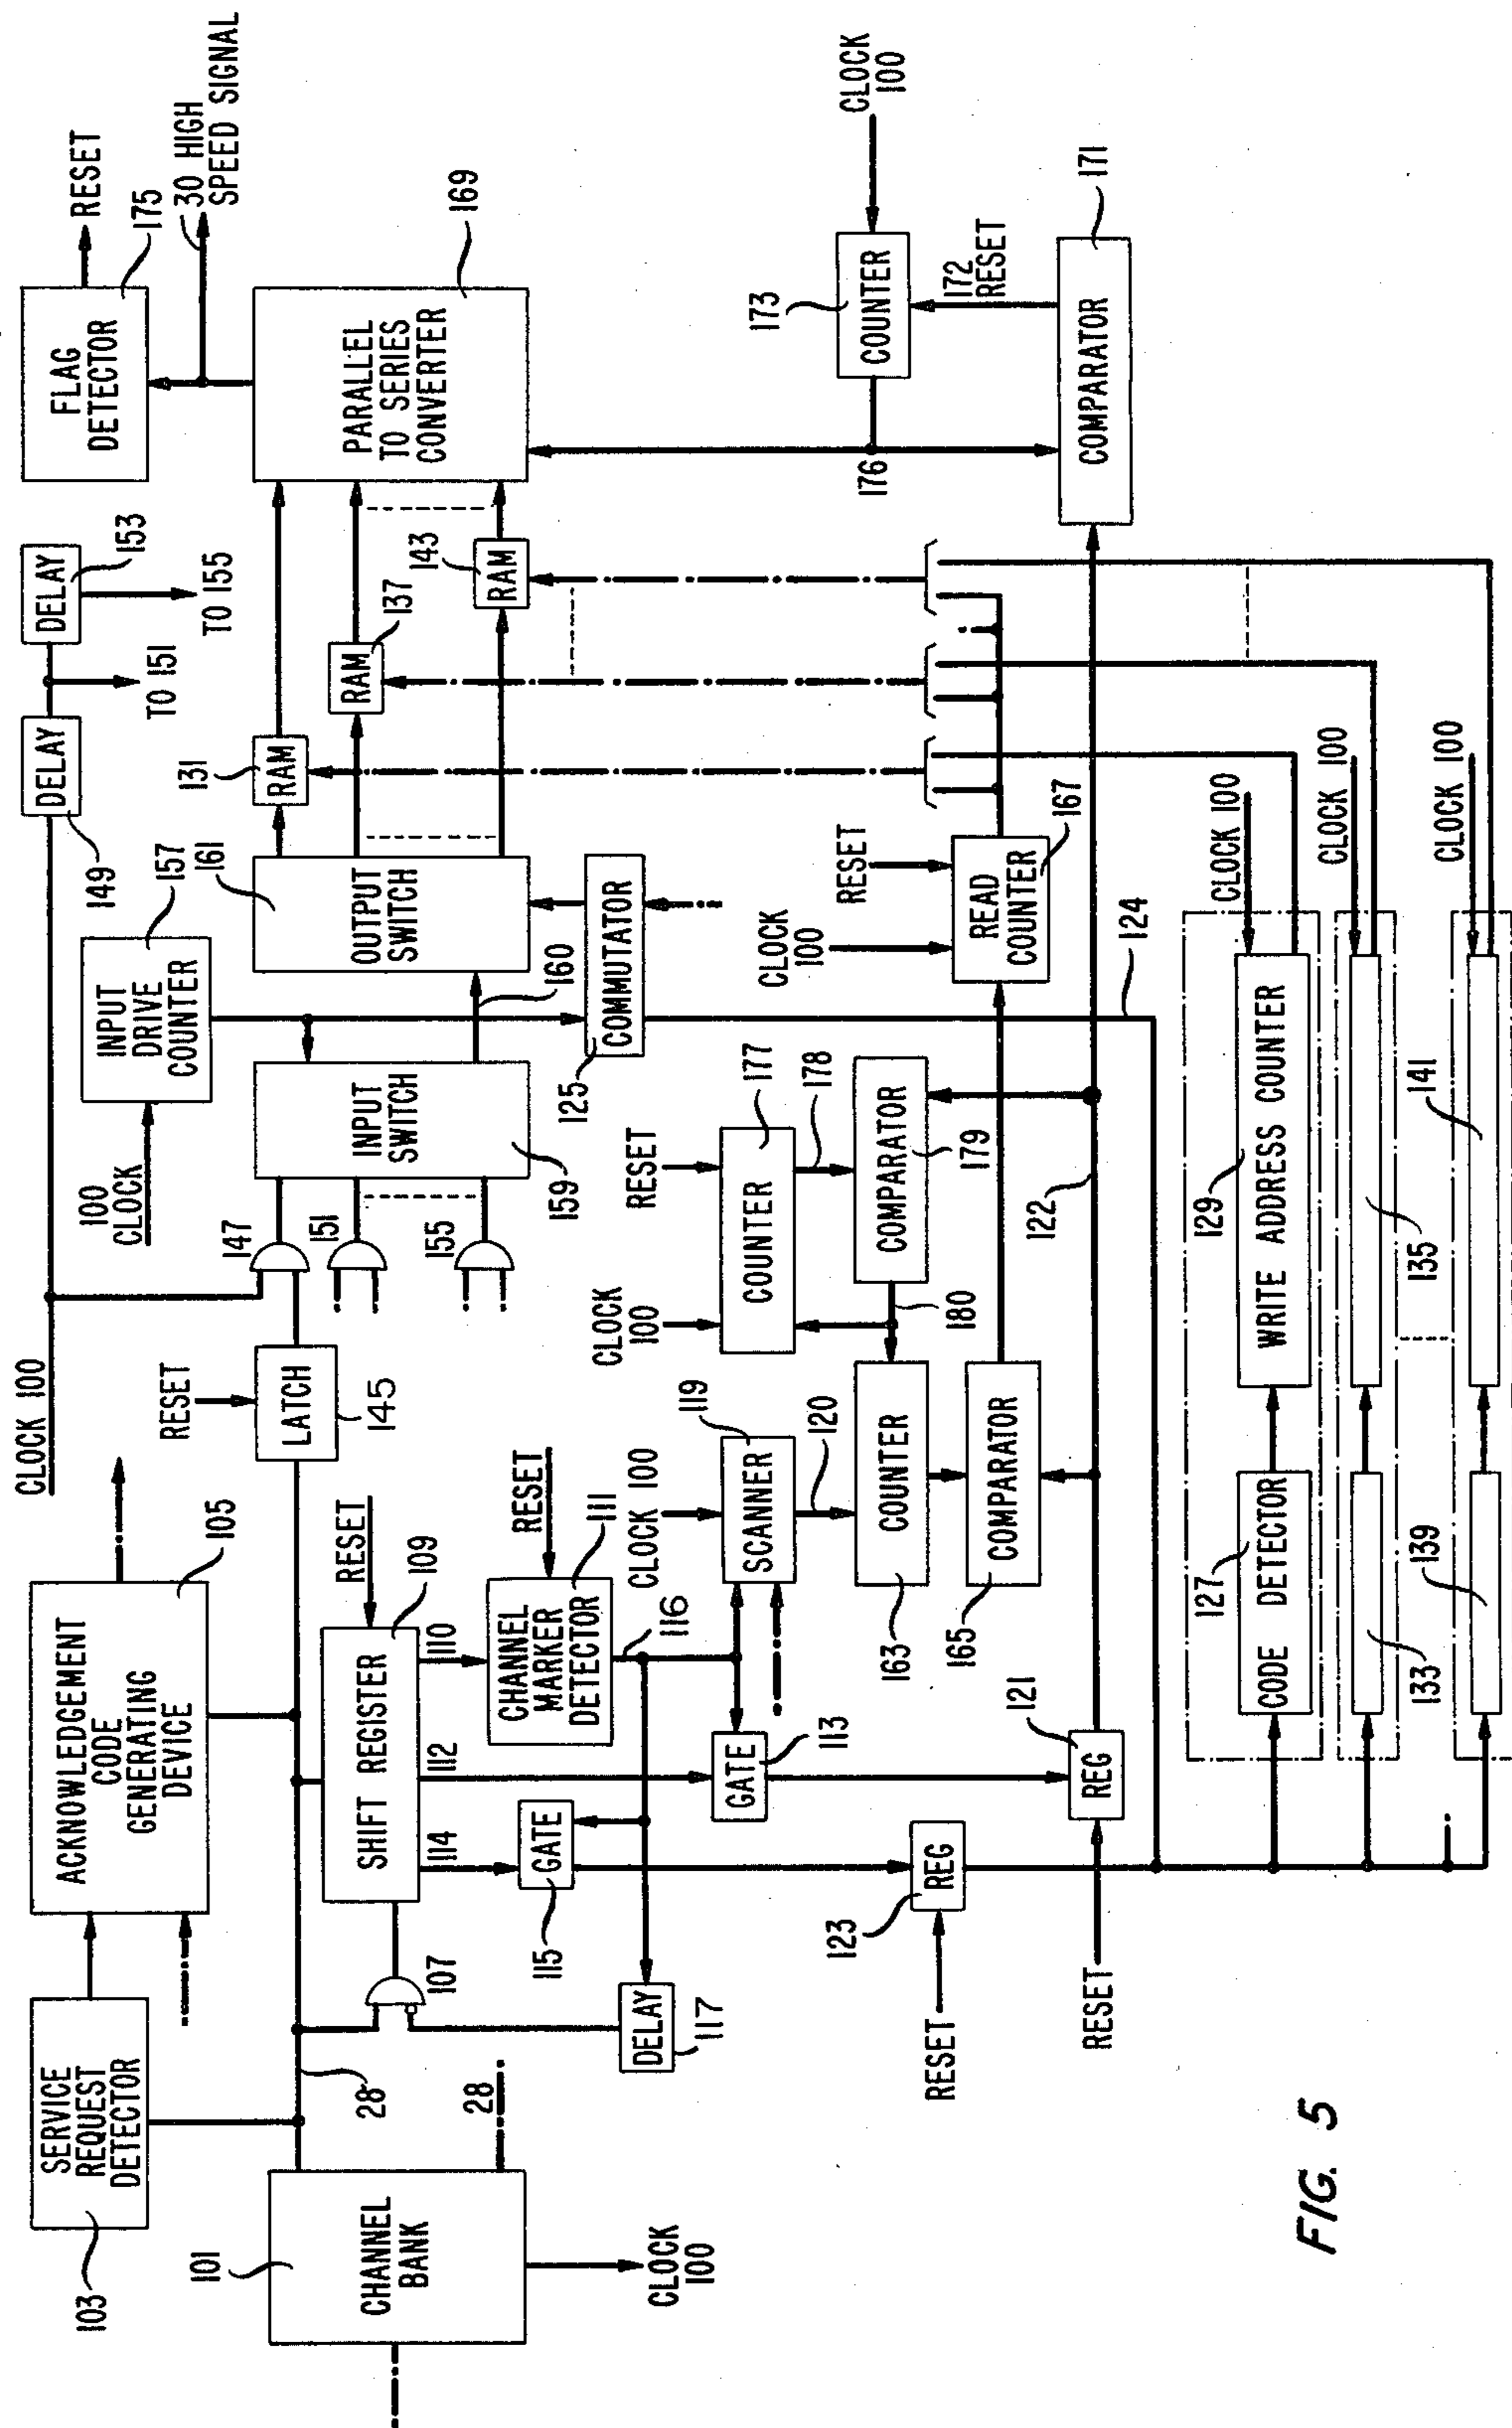 SERVICE
REQUEST
DETECTOR
103
ACKNOWLEDGEMENT
CODE
GENERATING
DEVICE
105
CLOCK 100
DELAY
149
TO 151
DELAY
153
TO 155
FLAG
DETECTOR
175
RESET
30 HIGH
SPEED SIGNAL
100
CLOCK
INPUT
DRIVE
COUNTER
157
RESET
LATCH
145
147
151
155
INPUT
SWITCH
159
160
OUTPUT
SWITCH
161
131
RAM
RAM
137
143
RAM
PARALLEL
TO SERIES
CONVERTER
169
101
CHANNEL
BANK
CLOCK
100
28
28
107
SHIFT REGISTER
109
RESET
114
112
110
CHANNEL
MARKER
DETECTOR
111
RESET
116
115
GATE
DELAY
117
GATE
113
125
COMMUTATOR
CLOCK 100
SCANNER
119
120
CLOCK
100
RESET
COUNTER
177
178
COMPARATOR
179
180
163
COUNTER
165
COMPARATOR
CLOCK
100
RESET
READ
COUNTER
167
173
COUNTER
CLOCK
100
172
RESET
176
COMPARATOR
171
123
REG
RESET
121
REG
RESET
122
124
127
CODE DETECTOR
129
WRITE ADDRESS COUNTER
CLOCK 100
133
135
CLOCK 100
139
141
CLOCK 100
FIG. 5